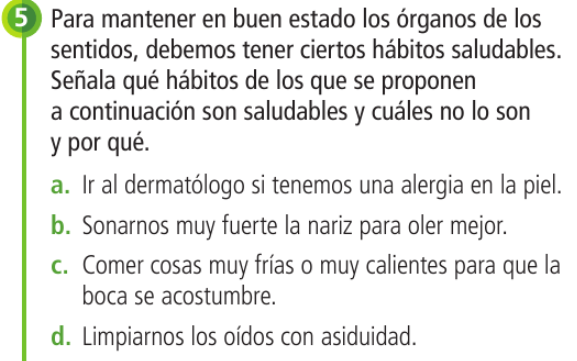 5 Para mantener en buen estado los órganos de los
sentidos, debemos tener ciertos hábitos saludables.
Señala qué hábitos de los que se proponen
a continuación son saludables y cuáles no lo son
y por qué.
a. Ir al dermatólogo si tenemos una alergia en la piel.
b. Sonarnos muy fuerte la nariz para oler mejor.
c. Comer cosas muy frías o muy calientes para que la
boca se acostumbre.
d. Limpiarnos los oídos con asiduidad.